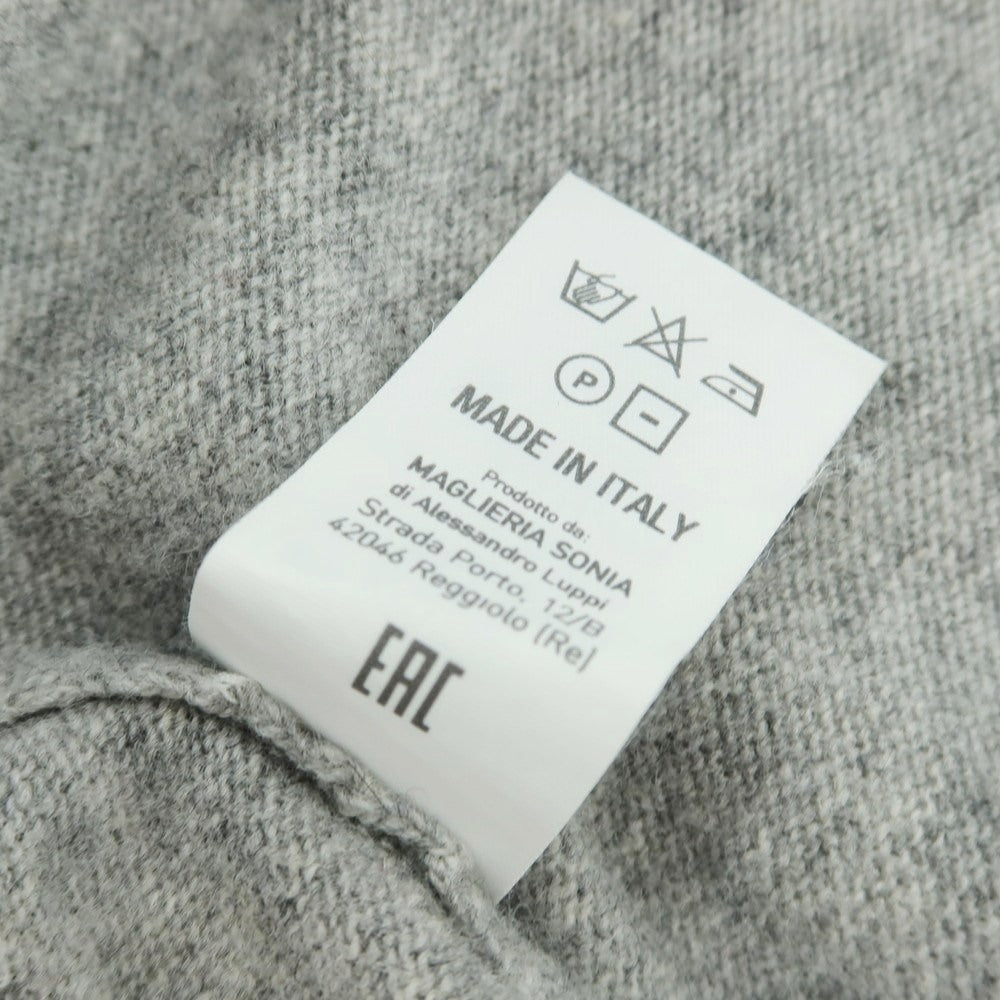 P
MADE IN ITALY
Prodotto da:
MAGLIERIA SONIA
di Alessandro Luppi
Strada Porto, 12/B
42046 Reggiolo (Re)
EAC